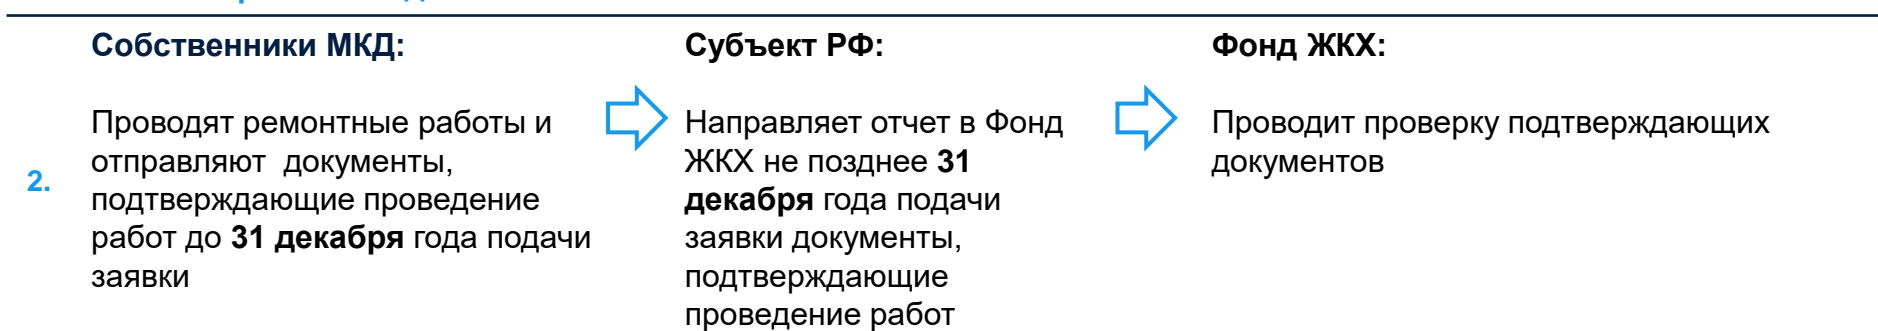 Собственники МКД:
Субъект РФ:
Фонд ЖКХ:
2.
Проводят ремонтные работы и
отправляют документы,
подтверждающие проведение
работ до 31 декабря года подачи
заявки
Направляет отчет в Фонд
ЖКХ не позднее 31
декабря года подачи
заявки документы,
подтверждающие
проведение работ
Проводит проверку подтверждающих
документов